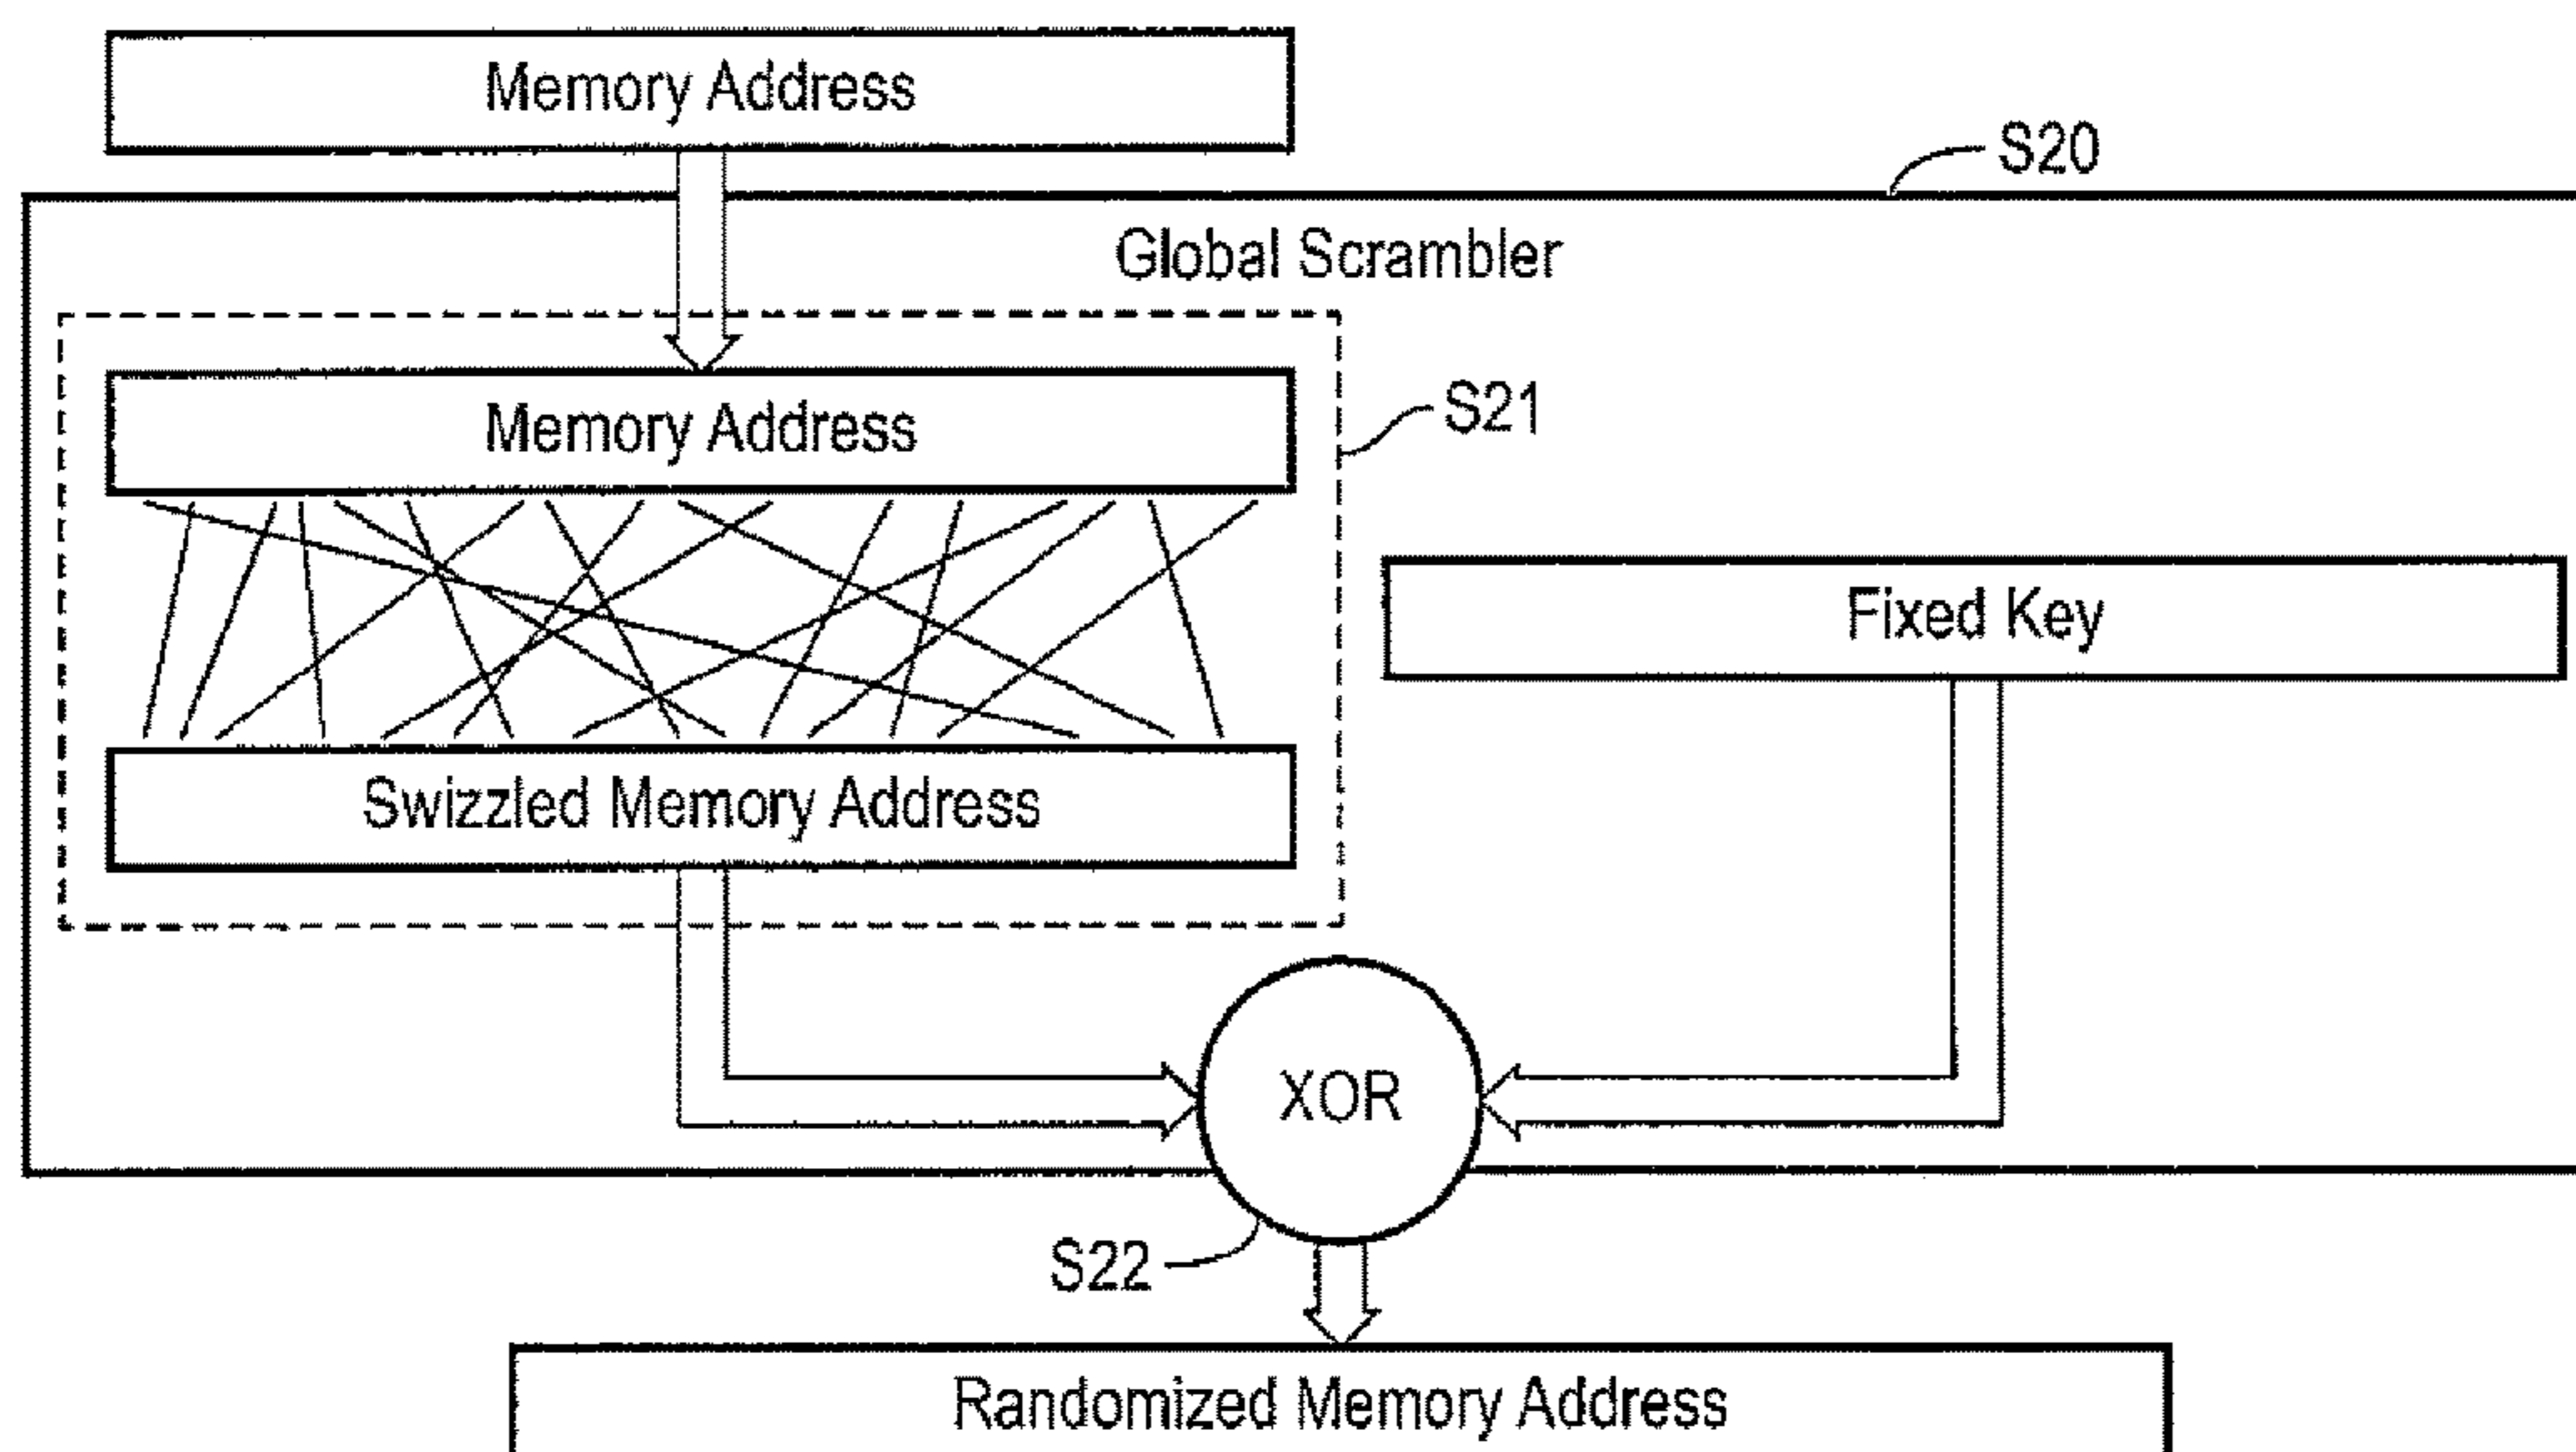 Memory Address
S20
Global Scrambler
Memory Address
S21
Fixed Key
Swizzled Memory Address
XOR
S22
Randomized Memory Address